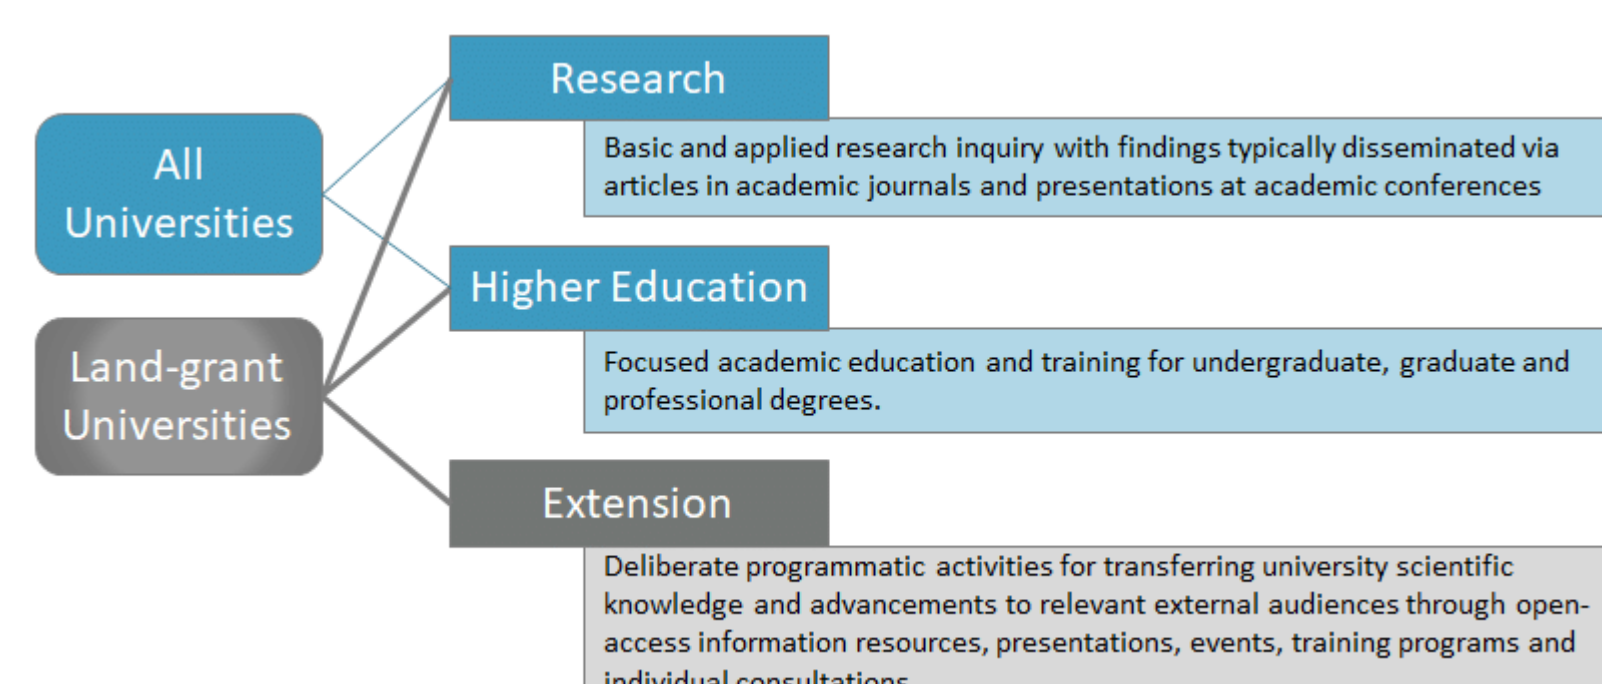 All
Universities
Land-grant
Universities
Research
Basic and applied research inquiry with findings typically disseminated via
articles in academic journals and presentations at academic conferences
Higher Education
Focused academic education and training for undergraduate, graduate and
professional degrees.
Extension
Deliberate programmatic activities for transferring university scientific
knowledge and advancements to relevant external audiences through open-
access information resources, presentations, events, training programs and
individual consultations